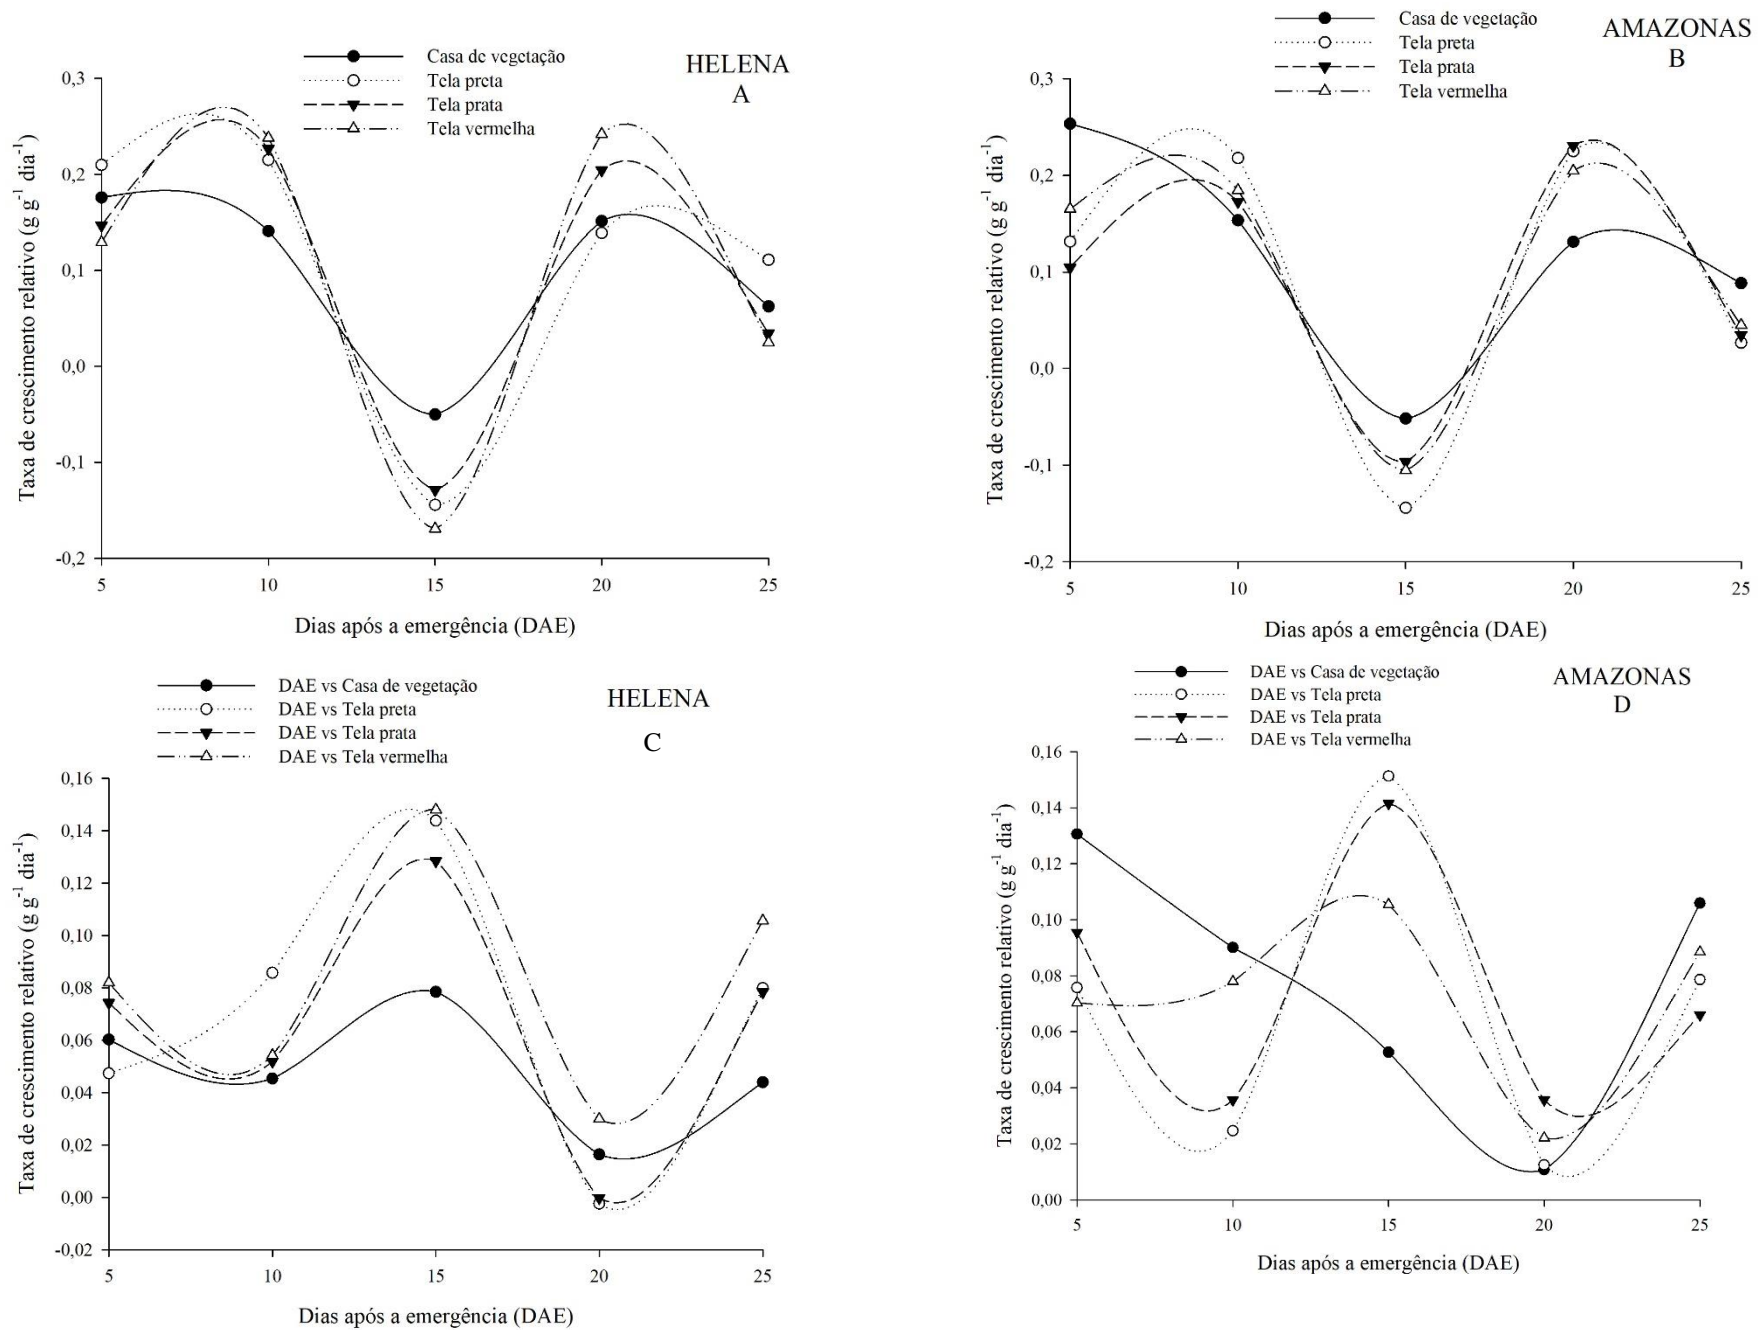 Casa de vegetação
Tela preta
Tela prata
Tela vermelha
HELENA
A
Taxa de crescimento relativo (g g⁻¹ dia⁻¹)
0,3
0,2
0,1
0,0
-0,1
-0,2
5 10 15 20 25
Dias após a emergência (DAE)
Casa de vegetação
Tela preta
Tela prata
Tela vermelha
AMAZONAS
B
Taxa de crescimento relativo (g g⁻¹ dia⁻¹)
0,3
0,2
0,1
0,0
-0,1
-0,2
5 10 15 20 25
Dias após a emergência (DAE)
DAE vs Casa de vegetação
DAE vs Tela preta
DAE vs Tela prata
DAE vs Tela vermelha
HELENA
C
Taxa de crescimento relativo (g g⁻¹ dia⁻¹)
0,16
0,14
0,12
0,10
0,08
0,06
0,04
0,02
0,00
-0,02
5 10 15 20 25
Dias após a emergência (DAE)
DAE vs Casa de vegetação
DAE vs Tela preta
DAE vs Tela prata
DAE vs Tela vermelha
AMAZONAS
D
Taxa de crescimento relativo (g g⁻¹ dia⁻¹)
0,16
0,14
0,12
0,10
0,08
0,06
0,04
0,02
0,00
5 10 15 20 25
Dias após a emergência (DAE)